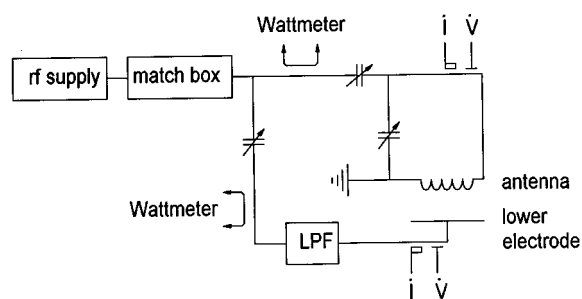 Wattmeter
i V̇
rf supply
match box
antenna
Wattmeter
lower
electrode
LPF
i V̇